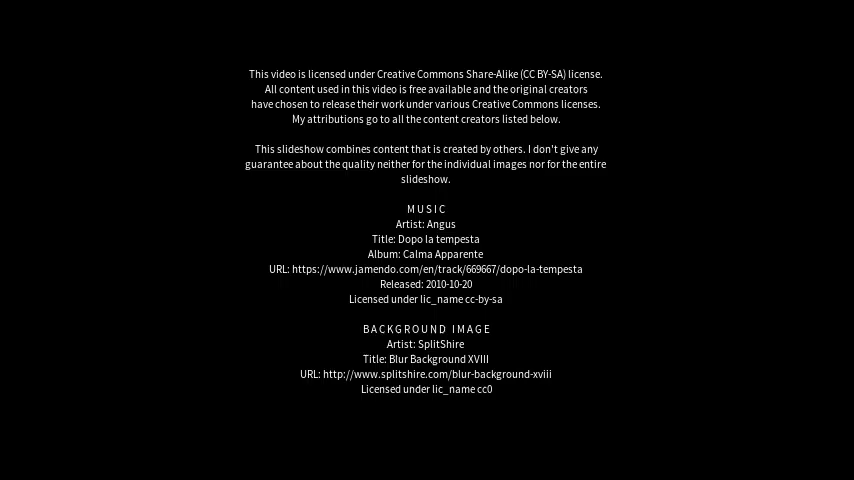 This video is licensed under Creative Commons Share-Alike (CC BY-SA) license.
All content used in this video is free available and the original creators
have chosen to release their work under various Creative Commons licenses.
My attributions go to all the content creators listed below.
This slideshow combines content that is created by others. I don't give any
guarantee about the quality neither for the individual images nor for the entire
slideshow.
MUSIC
Artist: Angus
Title: Dopo la tempesta
Album: Calma Apparente
URL: https://www.jamendo.com/en/track/669667/dopo-la-tempesta
Released: 2010-10-20
Licensed under lic_name cc-by-sa
BACKGROUND IMAGE
Artist: SplitShire
Title: Blur Background XVIII
URL: http://www.splitshire.com/blur-background-xviii
Licensed under lic_name cc0